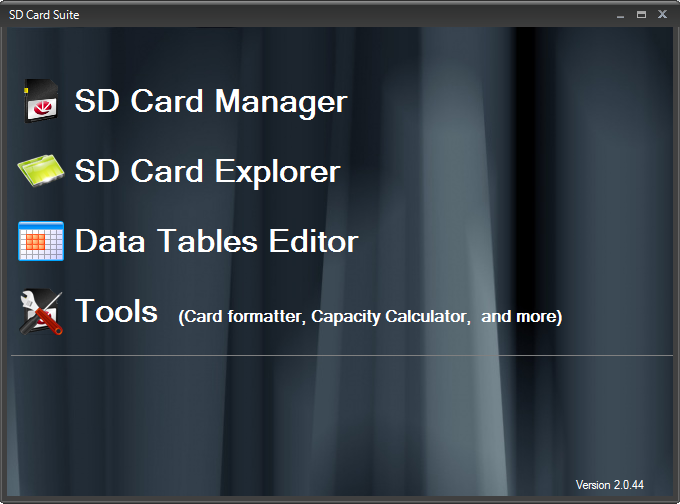 SD Card Suite
SD Card Manager
SD Card Explorer
Data Tables Editor
Tools (Card formatter, Capacity Calculator, and more)
Version 2.0.44